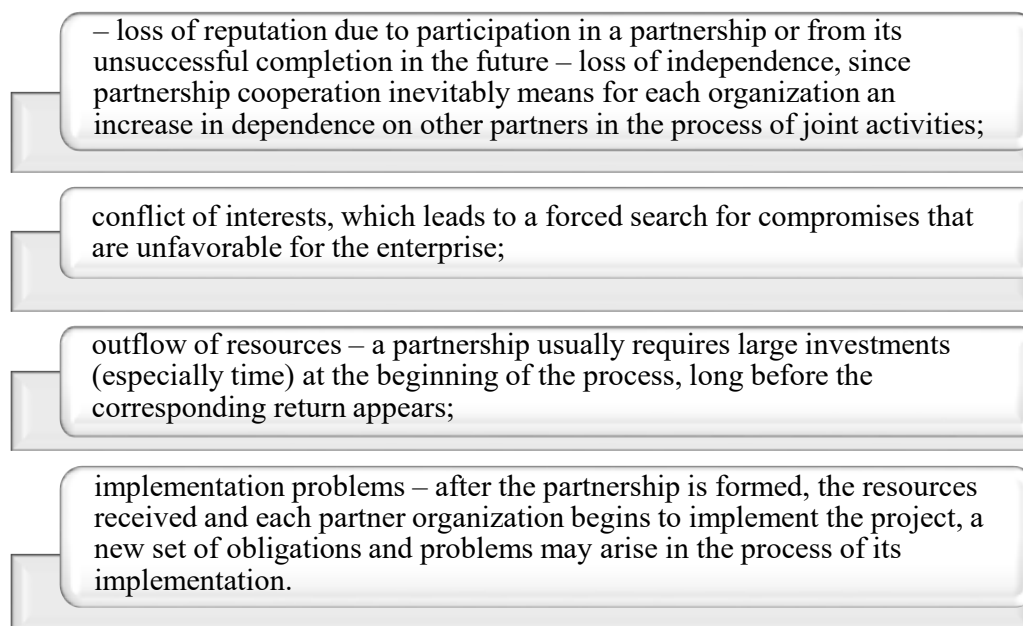 – loss of reputation due to participation in a partnership or from its
unsuccessful completion in the future – loss of independence, since
partnership cooperation inevitably means for each organization an
increase in dependence on other partners in the process of joint activities;
conflict of interests, which leads to a forced search for compromises that
are unfavorable for the enterprise;
outflow of resources – a partnership usually requires large investments
(especially time) at the beginning of the process, long before the
corresponding return appears;
implementation problems – after the partnership is formed, the resources
received and each partner organization begins to implement the project, a
new set of obligations and problems may arise in the process of its
implementation.